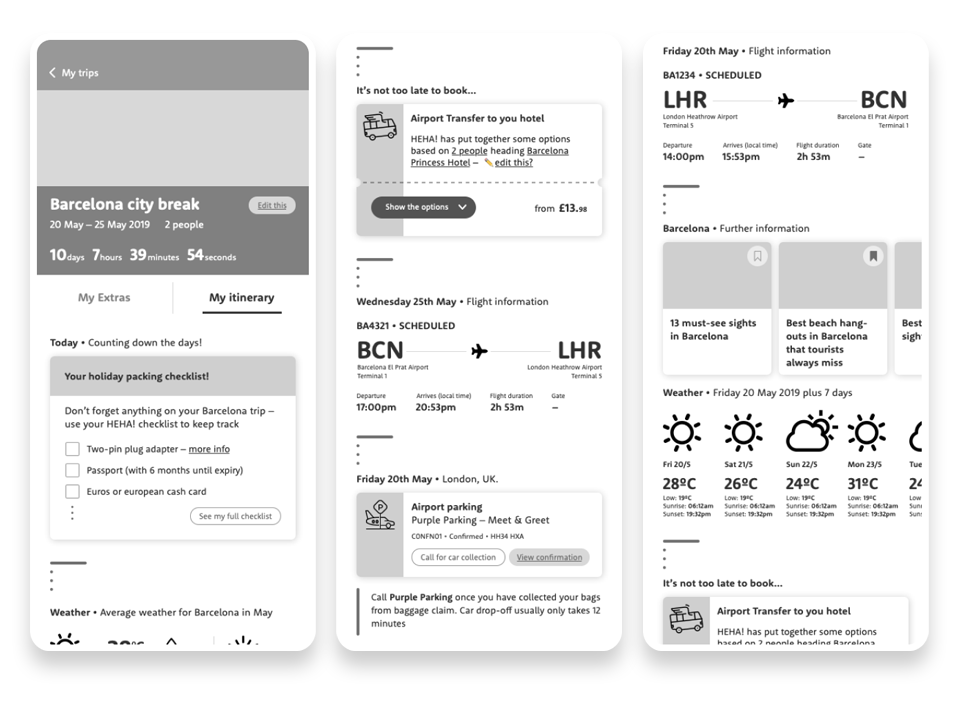 My trips
Barcelona city break
Edit this
20 May – 25 May 2019 2 people
10days 7hours 39minutes 54seconds
My Extras
My itinerary
Today • Counting down the days!
Your holiday packing checklist!
Don't forget anything on your Barcelona trip –
use your HEHA! checklist to keep track
Two-pin plug adapter – more info
Passport (with 6 months until expiry)
Euros or european cash card
See my full checklist
Weather • Average weather for Barcelona in May
It's not too late to book...
Airport Transfer to you hotel
HEHA! has put together some options
based on 2 people heading Barcelona
Princess Hotel – edit this?
Show the options
from £13.98
Wednesday 25th May • Flight information
BA4321 • SCHEDULED
BCN LHR
Barcelona El Prat Airport London Heathrow Airport
Terminal 1 Terminal 5
Departure Arrives (local time) Flight duration Gate
17:00pm 20:53pm 2h 53m –
Friday 20th May • London, UK.
Airport parking
Purple Parking – Meet & Greet
C0NFN01 • Confirmed • HH34 HXA
Call for car collection
View confirmation
Call Purple Parking once you have collected your bags
from baggage claim. Car drop-off usually only takes 12
minutes
Friday 20th May • Flight information
BA1234 • SCHEDULED
LHR BCN
London Heathrow Airport Barcelona El Prat Airport
Terminal 5 Terminal 1
Departure Arrives (local time) Flight duration Gate
14:00pm 15:53pm 2h 53m –
Barcelona • Further information
13 must-see sights
in Barcelona
Best beach hang-
outs in Barcelona
that tourists
always miss
Best
sigh
Weather • Friday 20 May 2019 plus 7 days
Fri 20/5 Sat 21/5 Sun 22/5 Mon 23/5 Tue
28ºC 26ºC 24ºC 31ºC 24
Low: 19ºC Low: 19ºC Low: 19ºC Low: 19ºC Low:
Sunrise: 06:12am Sunrise: 06:12am Sunrise: 06:12am Sunrise: 06:12am
Sunset: 19:32pm Sunset: 19:32pm Sunset: 19:32pm Sunset: 19:32pm
It's not too late to book...
Airport Transfer to you hotel
HEHA! has put together some options
based on 2 people heading Barcelona